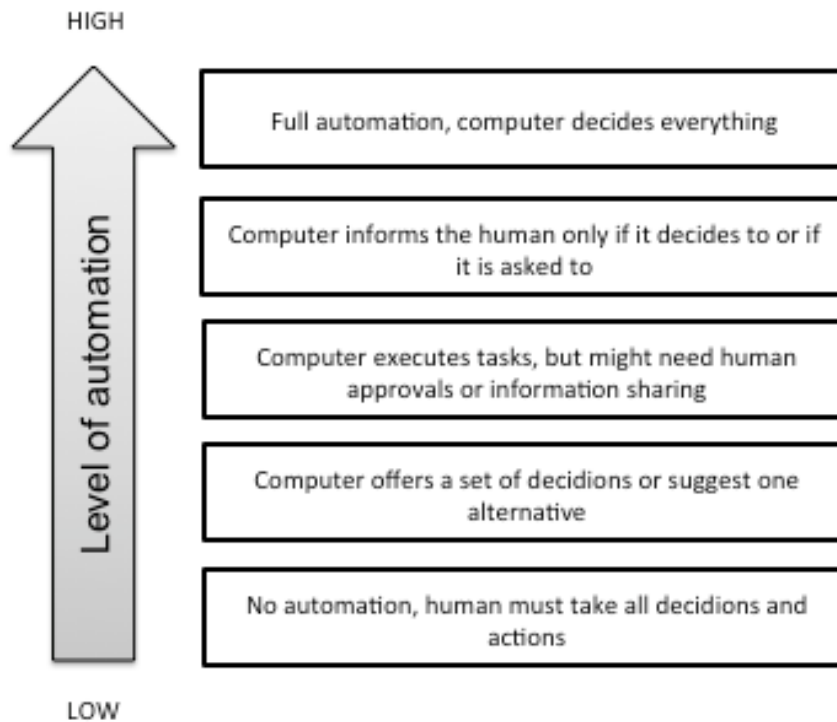 HIGH
Full automation, computer decides everything
Computer informs the human only if it decides to or if
it is asked to
Computer executes tasks, but might need human
approvals or information sharing
Computer offers a set of decidions or suggest one
alternative
No automation, human must take all decidions and
actions
Level of automation
LOW